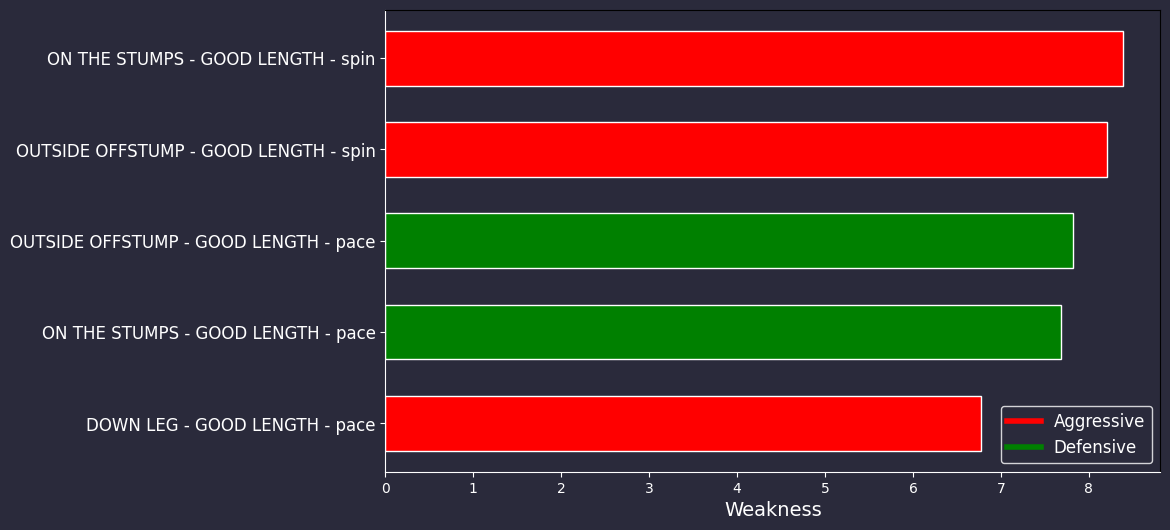 ON THE STUMPS - GOOD LENGTH - spin
OUTSIDE OFFSTUMP - GOOD LENGTH - spin
OUTSIDE OFFSTUMP - GOOD LENGTH - pace
ON THE STUMPS - GOOD LENGTH - pace
DOWN LEG - GOOD LENGTH - pace
Aggressive
Defensive
0 1 2 3 4 5 6 7 8
Weakness